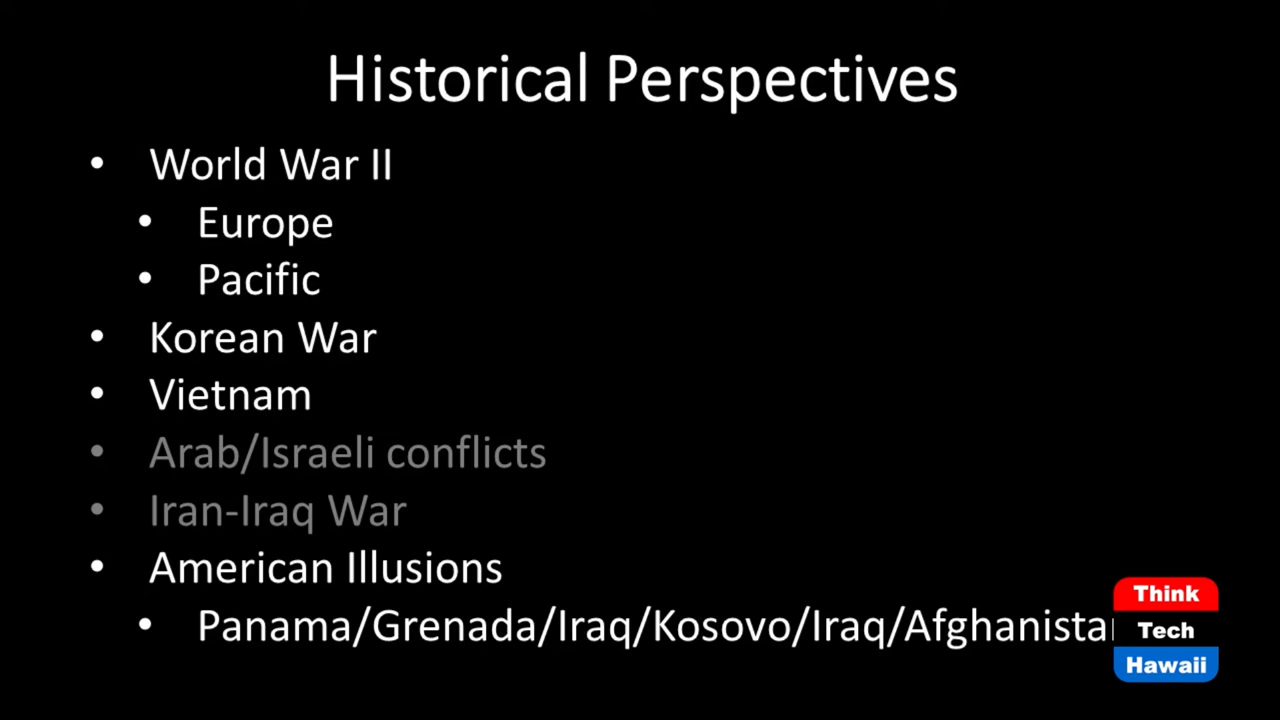 Historical Perspectives
• World War II
• Europe
• Pacific
• Korean War
• Vietnam
• Arab/Israeli conflicts
• Iran-Iraq War
• American Illusions
• Panama/Grenada/Iraq/Kosovo/Iraq/Afghanistan
Think
Tech
Hawaii